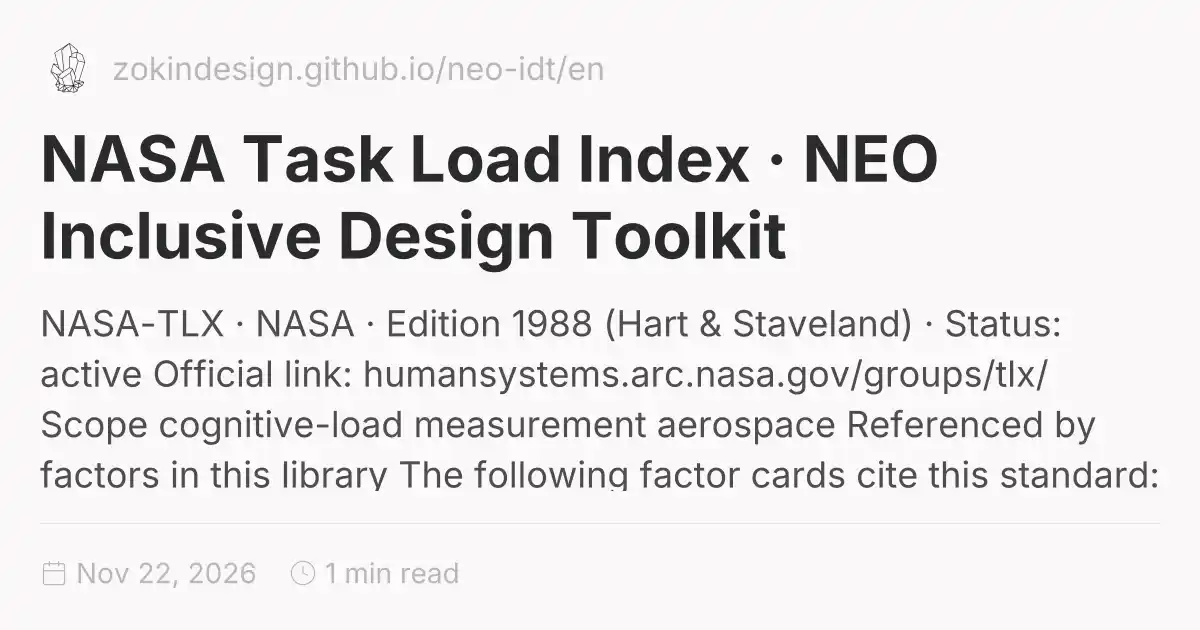 zokindesign.github.io/neo-idt/en
NASA Task Load Index · NEO
Inclusive Design Toolkit
NASA-TLX · NASA · Edition 1988 (Hart & Staveland) · Status:
active Official link: humansystems.arc.nasa.gov/groups/tlx/
Scope cognitive-load measurement aerospace Referenced by
factors in this library The following factor cards cite this standard:
Nov 22, 2026 1 min read